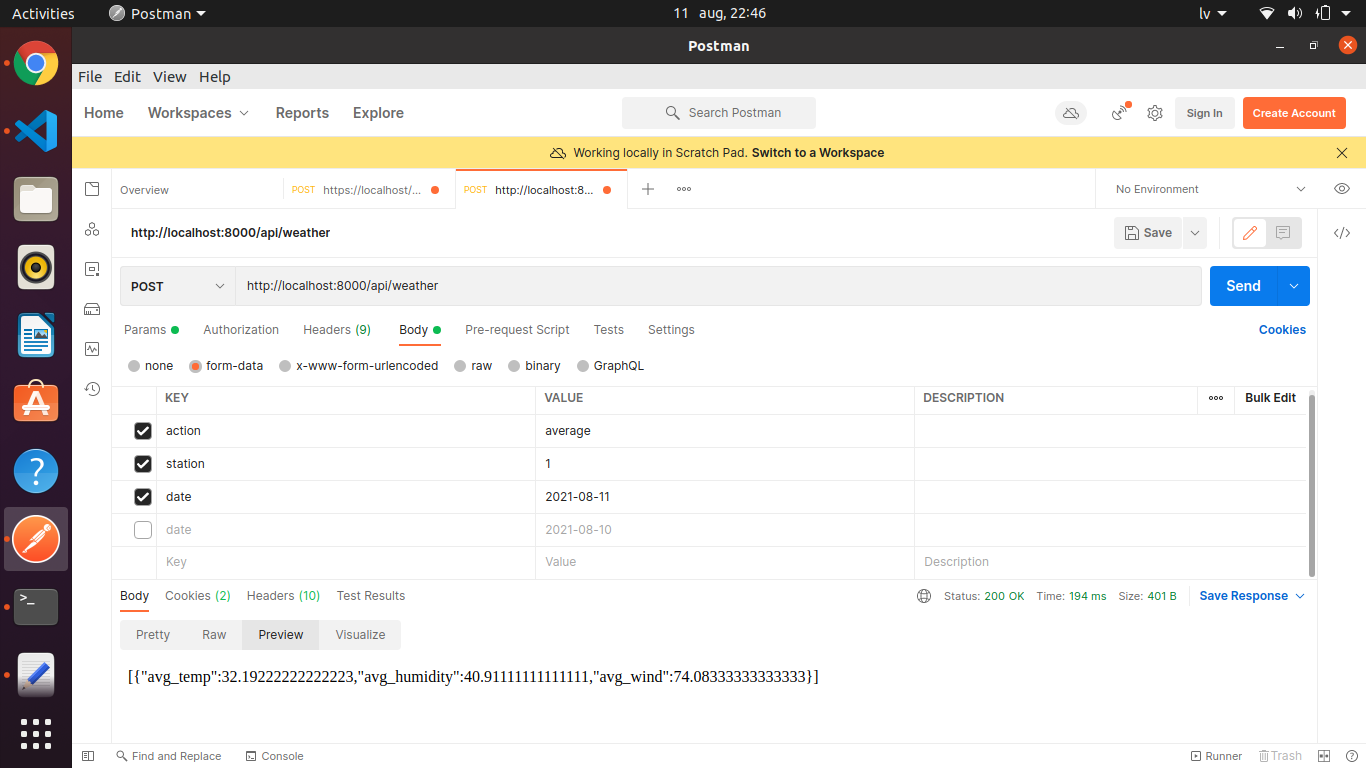 Activities Postman 11 aug, 22:46 lv
Postman
File Edit View Help
Home Workspaces Reports Explore Search Postman Sign In Create Account
Working locally in Scratch Pad. Switch to a Workspace
Overview POST https://localhost/... POST http://localhost:8... No Environment
http://localhost:8000/api/weather Save
POST http://localhost:8000/api/weather Send
Params Authorization Headers (9) Body Pre-request Script Tests Settings Cookies
none form-data x-www-form-urlencoded raw binary GraphQL
KEY VALUE DESCRIPTION Bulk Edit
action average
station 1
date 2021-08-11
date 2021-08-10
Key Value Description
Body Cookies (2) Headers (10) Test Results Status: 200 OK Time: 194 ms Size: 401 B Save Response
Pretty Raw Preview Visualize
[{"avg_temp":32.19222222222223,"avg_humidity":40.91111111111111,"avg_wind":74.08333333333333}]
Find and Replace Console Runner Trash